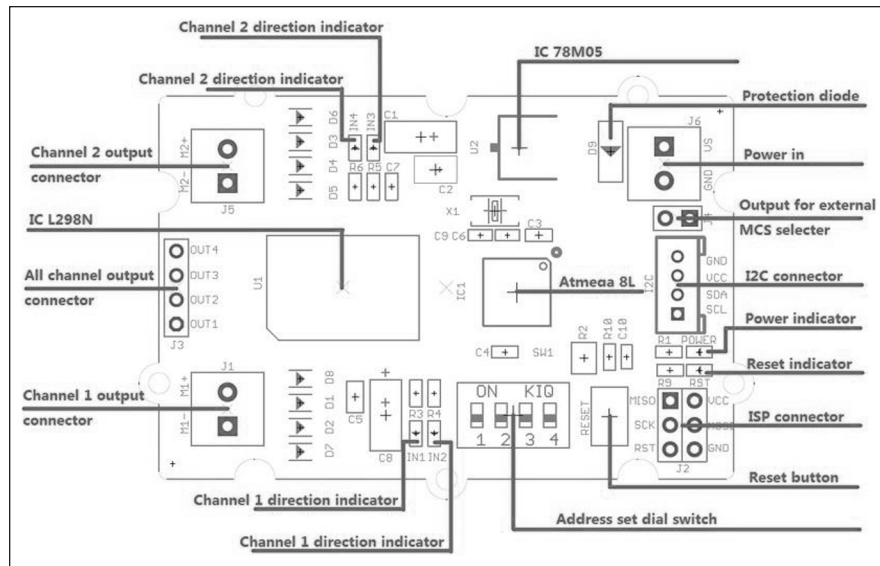 Channel 2 direction indicator
IC 78M05
Channel 2 direction indicator
Protection diode
Channel 2 output
connector
Power in
IC L298N
Output for external
MCS selecter
All channel output
connector
Atmega 8L
I2C connector
Power indicator
Reset indicator
Channel 1 output
connector
ISP connector
Reset button
Channel 1 direction indicator
Address set dial switch
Channel 1 direction indicator
M2+
M2-
J5
D6
D3
D4
D5
IN4
IN3
R6
R5
C7
C1
C2
U2
D9
J6
VS
GND
J4
X1
C9
C6
C3
OUT4
OUT3
OUT2
OUT1
J3
U1
IC1
I2C
GND
VCC
SDA
SCL
C4
SW1
R2
R10
C10
R1
POWER
R9
RST
J1
M1+
M1-
D8
D1
D2
D7
C5
C8
R3
R4
IN1
IN2
ON
KIQ
1
2
3
4
RESET
MISO
SCK
RST
VCC
GND
J2